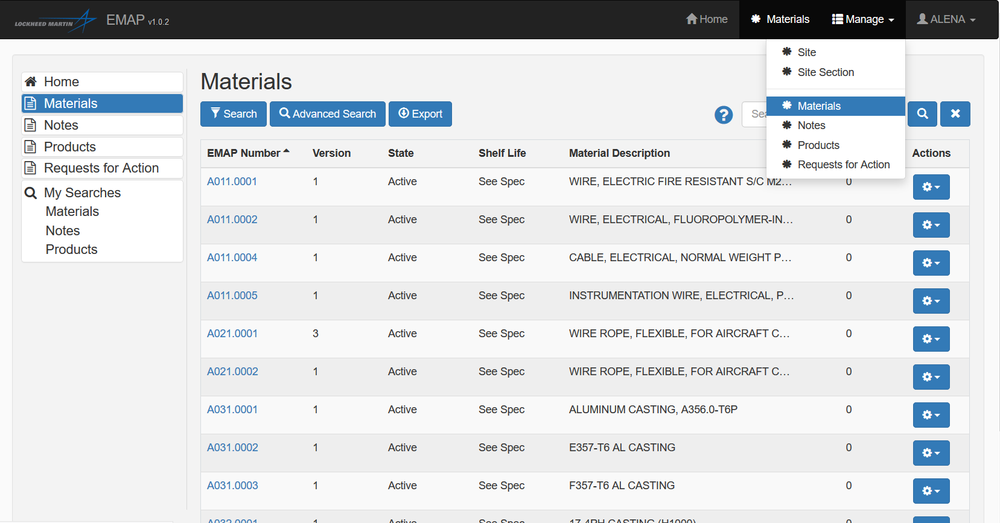 LOCKHEED MARTIN EMAP v1.0.2 Home Materials Manage ALENA
Site
Site Section
Materials
Notes
Products
Requests for Action
Home
Materials
Notes
Products
Requests for Action
My Searches
Materials
Notes
Products
Materials
Search Advanced Search Export ?
EMAP Number Version State Shelf Life Material Description Actions
A011.0001 1 Active See Spec WIRE, ELECTRIC FIRE RESISTANT S/C M2... 0
A011.0002 1 Active See Spec WIRE, ELECTRICAL, FLUOROPOLYMER-IN... 0
A011.0004 1 Active See Spec CABLE, ELECTRICAL, NORMAL WEIGHT P... 0
A011.0005 1 Active See Spec INSTRUMENTATION WIRE, ELECTRICAL, P... 0
A021.0001 3 Active See Spec WIRE ROPE, FLEXIBLE, FOR AIRCRAFT C... 0
A021.0002 1 Active See Spec WIRE ROPE, FLEXIBLE, FOR AIRCRAFT C... 0
A031.0001 1 Active See Spec ALUMINUM CASTING, A356.0-T6P 0
A031.0002 1 Active See Spec E357-T6 AL CASTING 0
A031.0003 1 Active See Spec F357-T6 AL CASTING 0
A032.0001 1 Active See Spec 17-4PH CASTING (H1000) 0